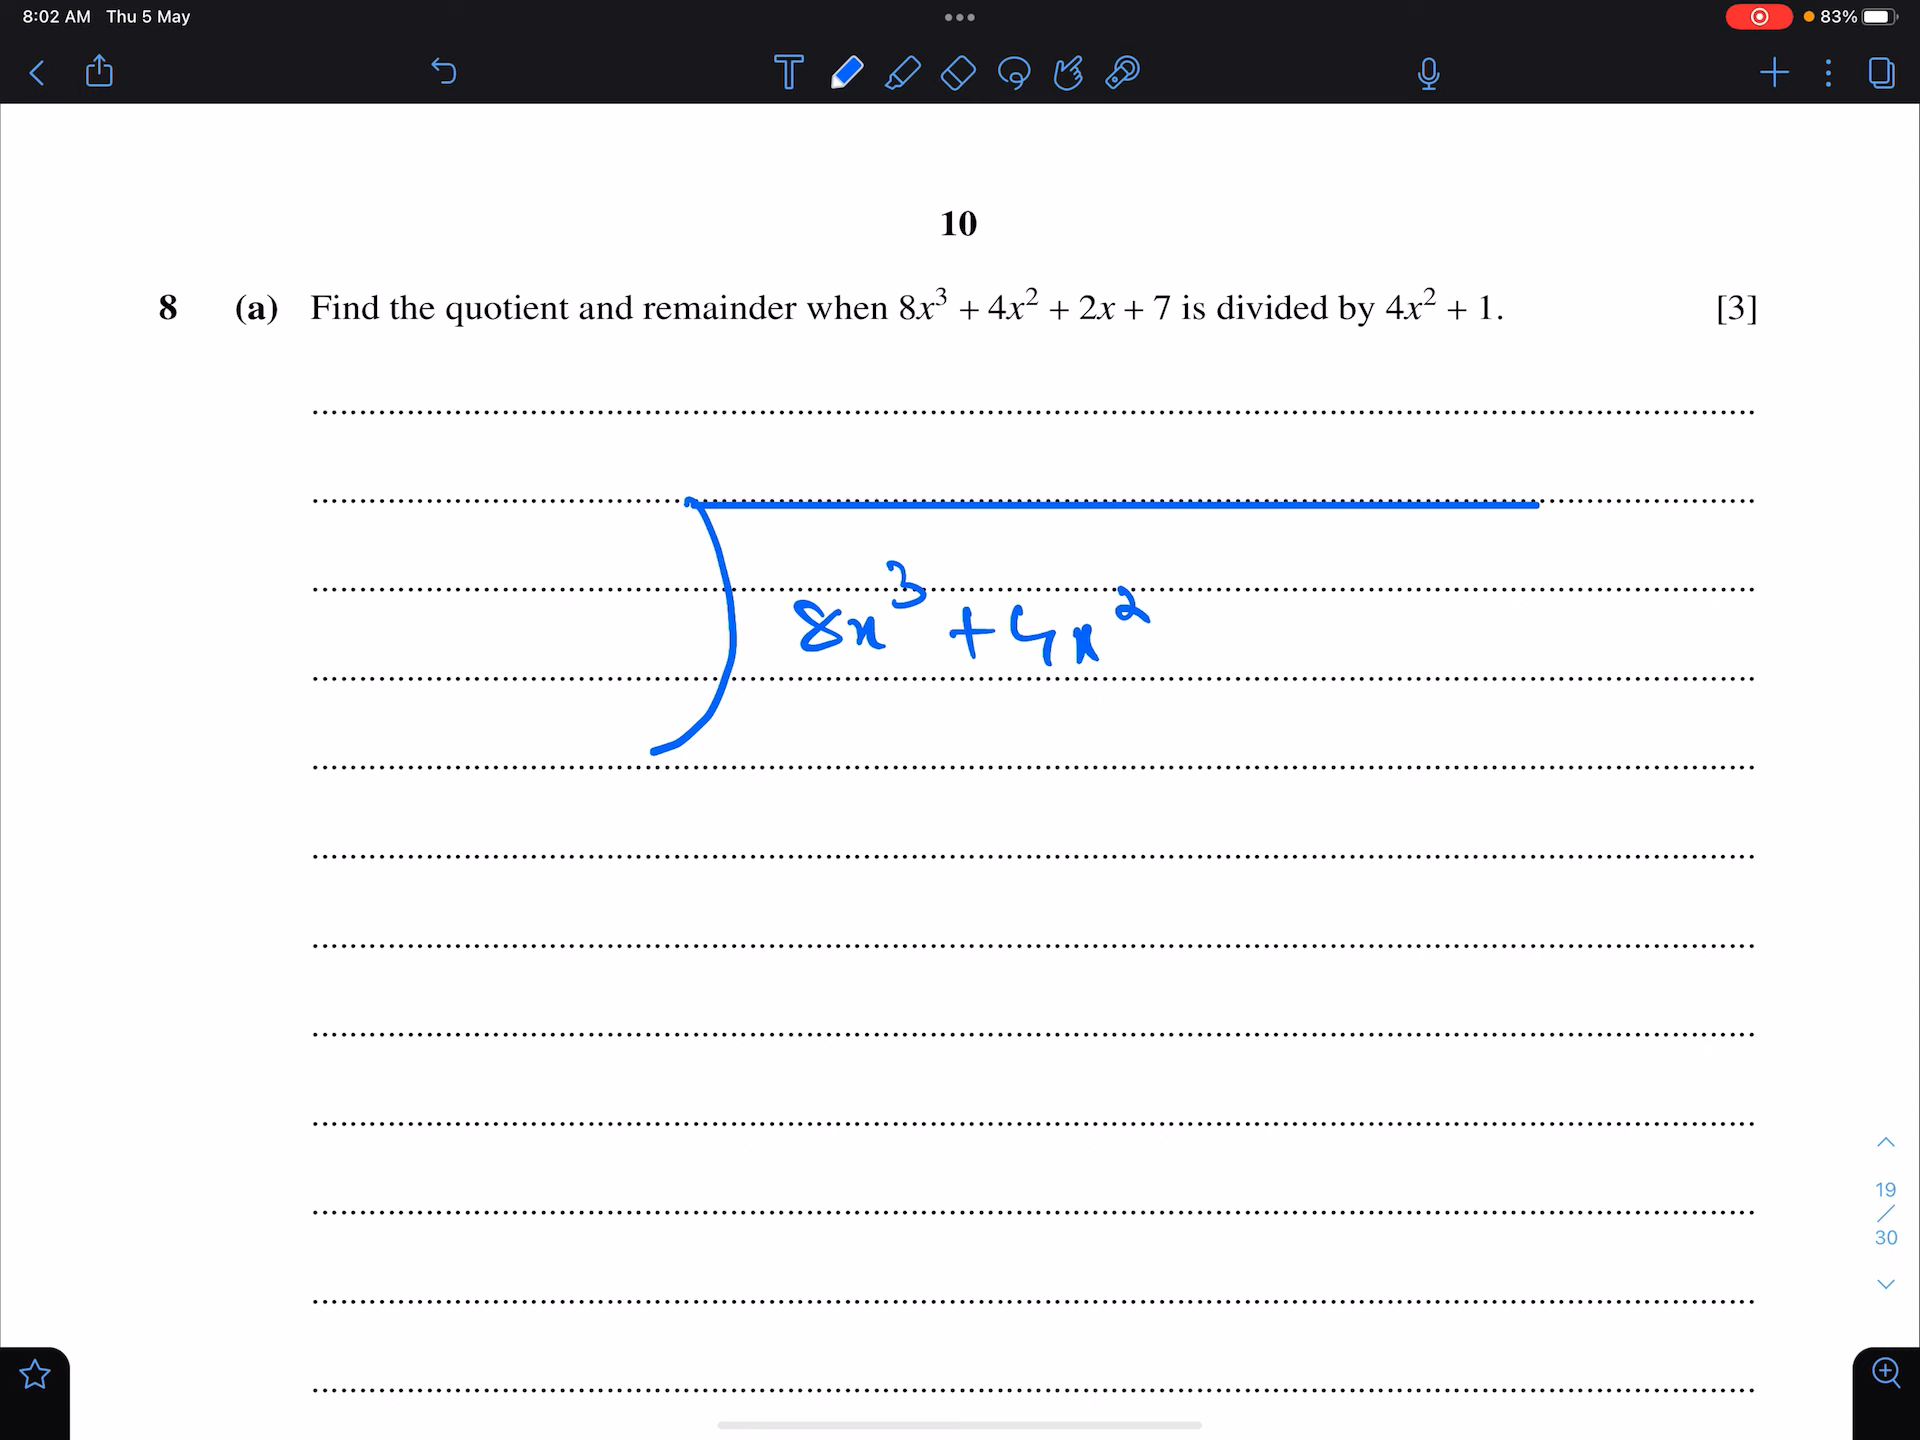 8:02 AM Thu 5 May
83%
T
10
8 (a) Find the quotient and remainder when 8x³ + 4x² + 2x + 7 is divided by 4x² + 1. [3]
8x³ + 4x²
19
/
30